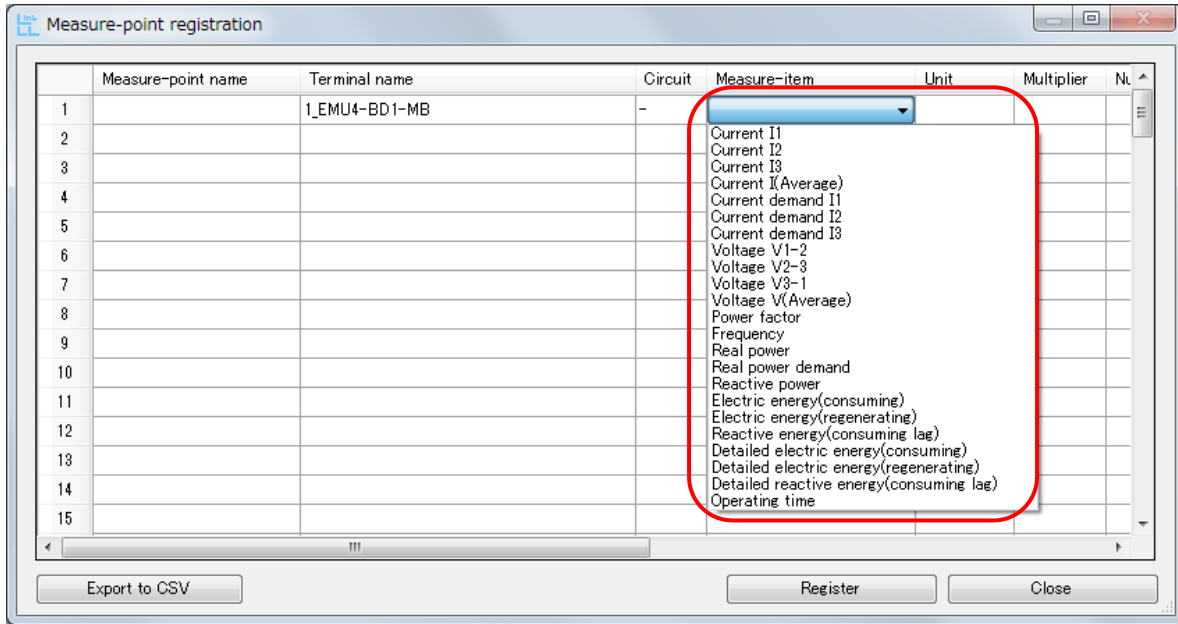 Measure-point registration
Measure-point name Terminal name Circuit Measure-item Unit Multiplier Nu
1 1_EMU4-BD1-MB -
2
Current I1
Current I2
3
Current I3
Current I(Average)
4
Current demand I1
Current demand I2
5
Current demand I3
6
Voltage V1-2
Voltage V2-3
7
Voltage V3-1
Voltage V(Average)
8
Power factor
Frequency
9
Real power
10
Real power demand
Reactive power
11
Electric energy(consuming)
Electric energy(regenerating)
12
Reactive energy(consuming lag)
13
Detailed electric energy(consuming)
Detailed electric energy(regenerating)
14
Detailed reactive energy(consuming lag)
Operating time
15
Export to CSV Register Close